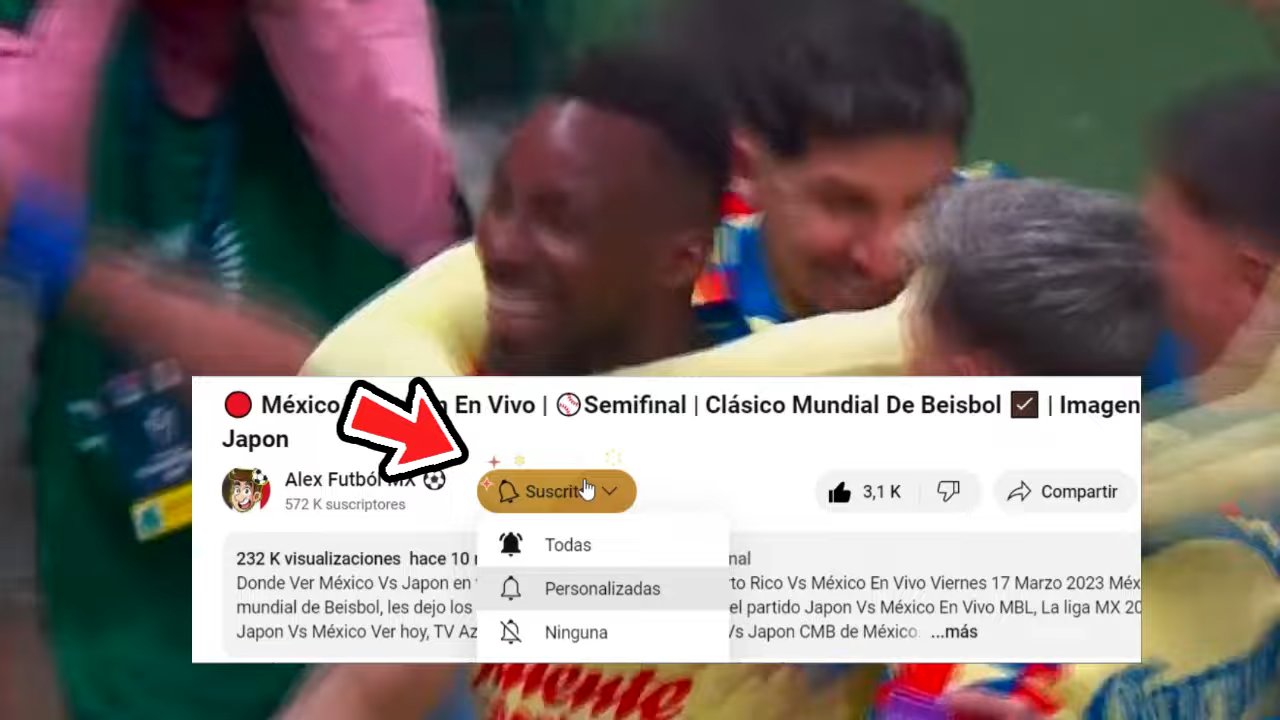 México n En Vivo | Semifinal | Clásico Mundial De Beisbol | Imagen
Japon
Alex Futból MX
572 K suscriptores
Suscrito
3,1 K
Compartir
232 K visualizaciones hace 10
nal
Donde Ver México Vs Japon en
to Rico Vs México En Vivo Viernes 17 Marzo 2023 Méx
mundial de Beisbol, les dejo los
el partido Japon Vs México En Vivo MBL, La liga MX 20
Japon Vs México Ver hoy, TV Az
/s Japon CMB de México. ...más
Todas
Personalizadas
Ninguna